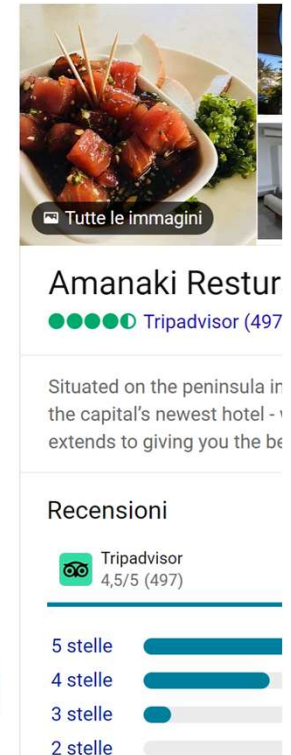 Tutte le immagini
Amanaki Restur
Tripadvisor (497
Situated on the peninsula in
the capital's newest hotel -
extends to giving you the be
Recensioni
Tripadvisor
4,5/5 (497)
5 stelle
4 stelle
3 stelle
2 stelle